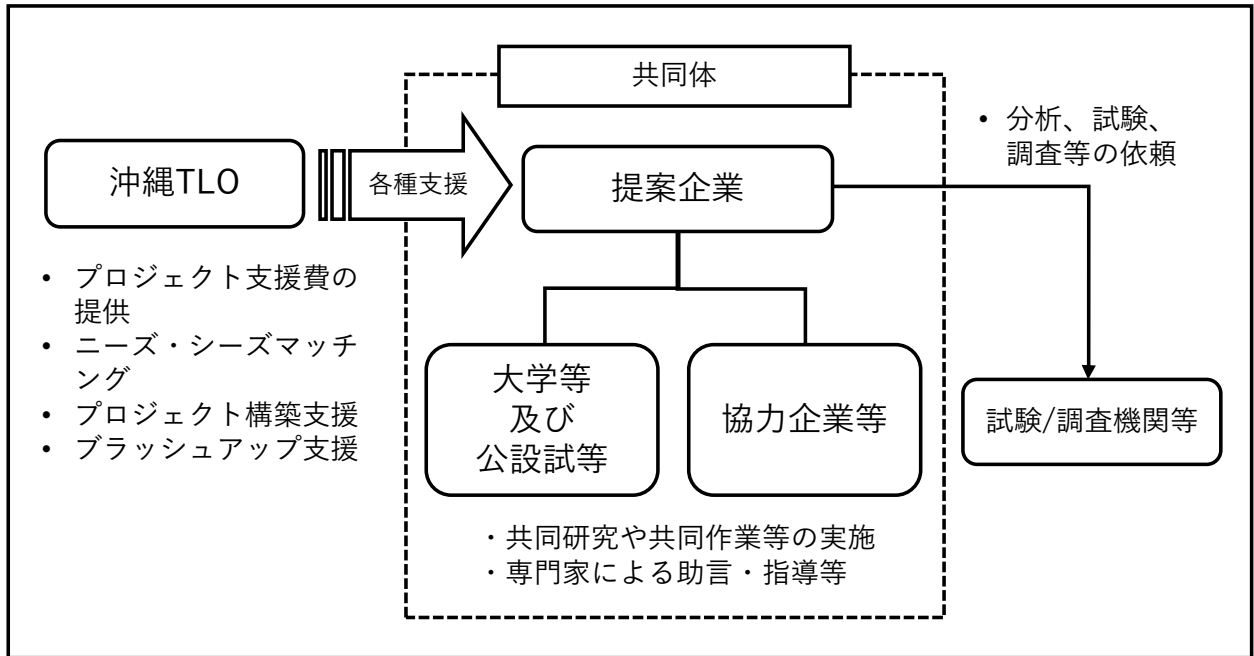 共同体
• 分析、試験、
調査等の依頼
沖縄TLO
各種支援
提案企業
• プロジェクト支援費の
提供
• ニーズ・シーズマッチ
ング
• プロジェクト構築支援
• ブラッシュアップ支援
大学等
及び
公設試等
協力企業等
試験/調査機関等
・共同研究や共同作業等の実施
・専門家による助言・指導等